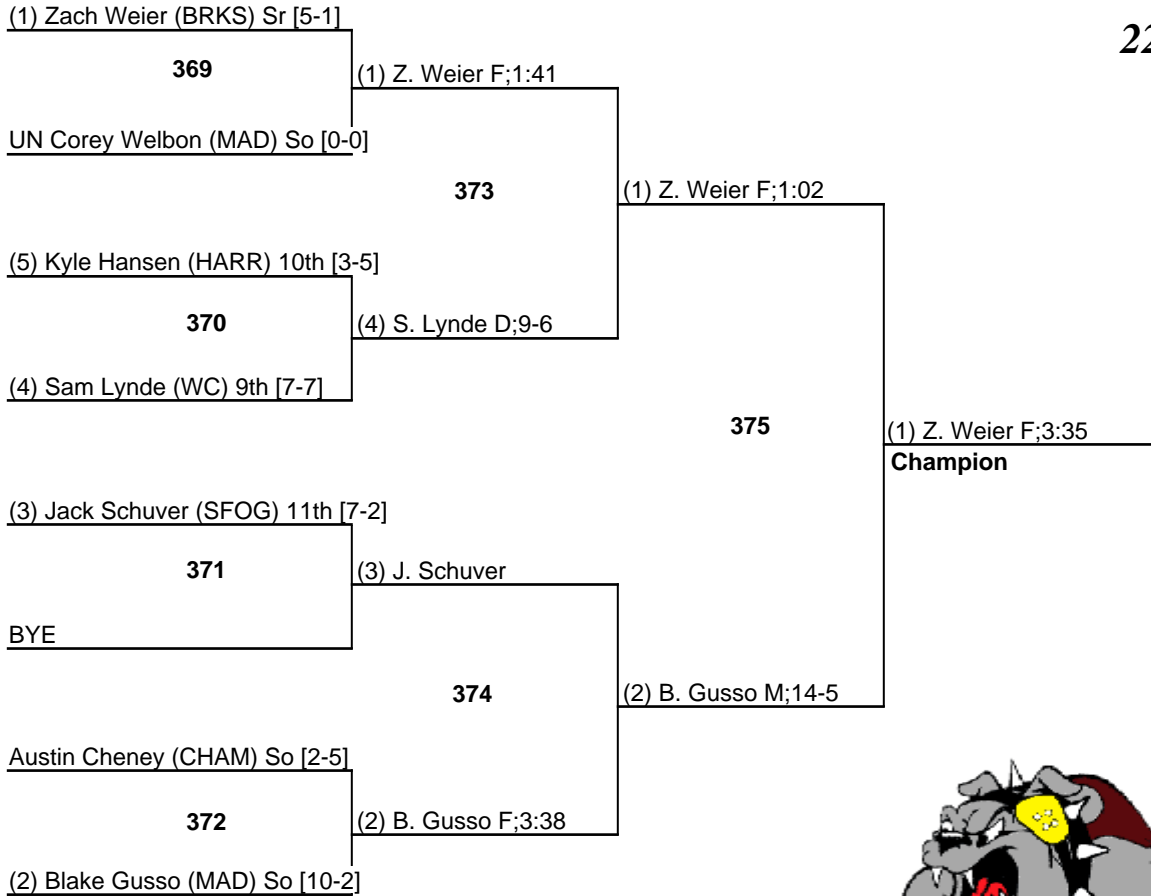 (1) Zach Weier (BRKS) Sr [5-1]
22
369
(1) Z. Weier F;1:41
UN Corey Welbon (MAD) So [0-0]
373
(1) Z. Weier F;1:02
(5) Kyle Hansen (HARR) 10th [3-5]
370
(4) S. Lynde D;9-6
(4) Sam Lynde (WC) 9th [7-7]
375
(1) Z. Weier F;3:35
Champion
(3) Jack Schuver (SFOG) 11th [7-2]
371
(3) J. Schuver
BYE
374
(2) B. Gusso M;14-5
Austin Cheney (CHAM) So [2-5]
372
(2) B. Gusso F;3:38
(2) Blake Gusso (MAD) So [10-2]